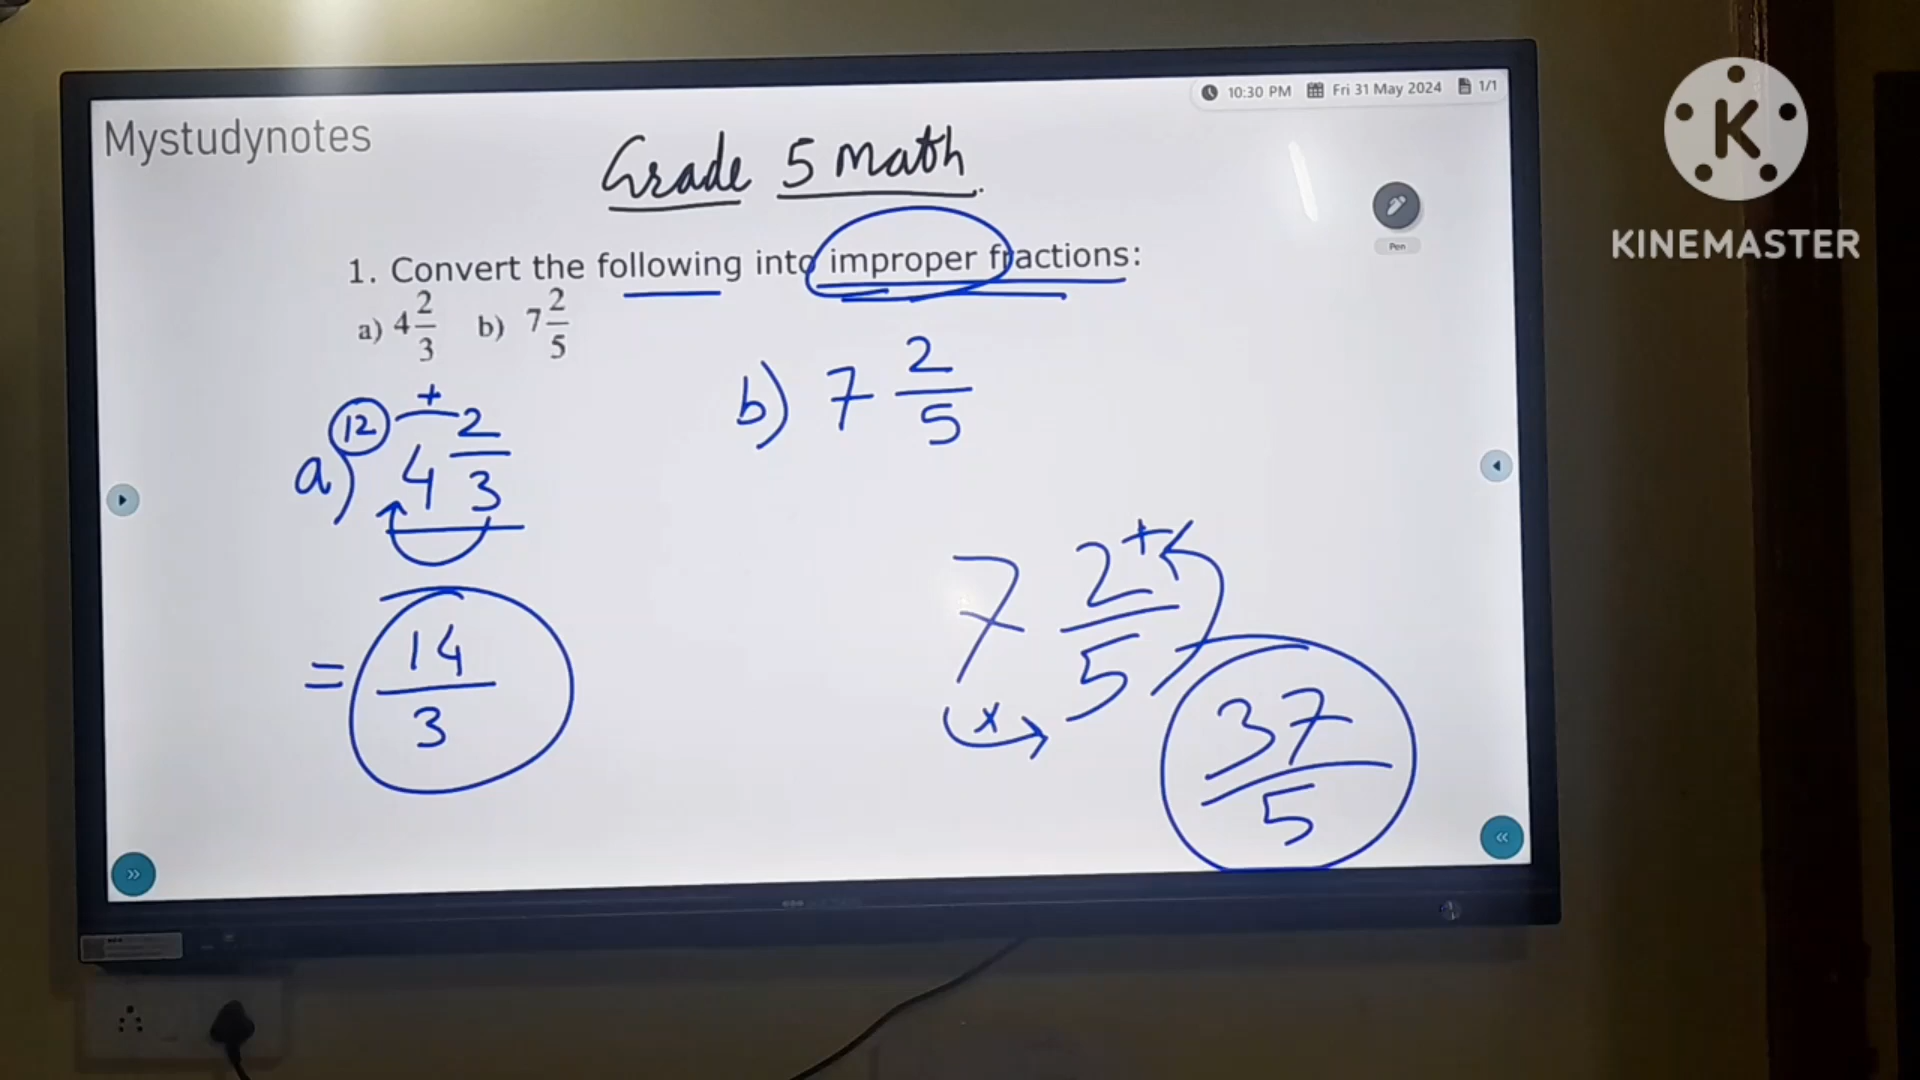 10:30 PM Fri 31 May 2024 1/1
Mystudynotes
Grade 5 Math
K
KINEMASTER
Pen
1. Convert the following into improper fractions:
a) 4 2/3 b) 7 2/5
a) 4 2/3
12 +
b) 7 2/5
= 14/3
7 2/5
+
x
37/5